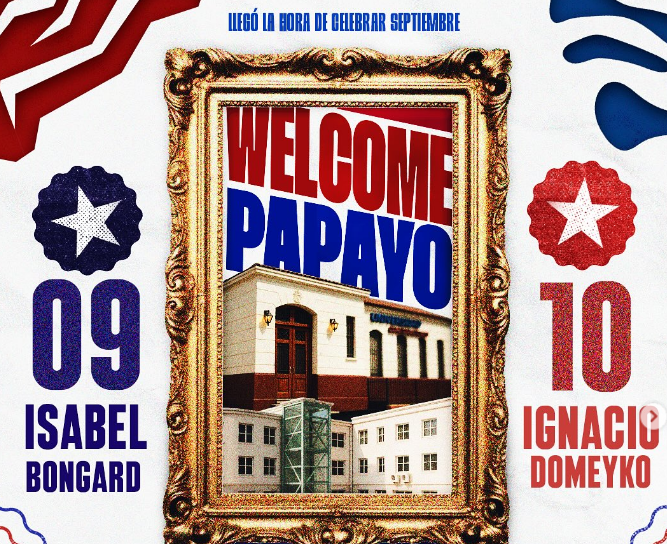 LLEGÓ LA HORA DE CELEBRAR SEPTIEMBRE
WELCOME
PAPAYO
09
ISABEL
BONGARD
10
IGNACIO
DOMEYKO